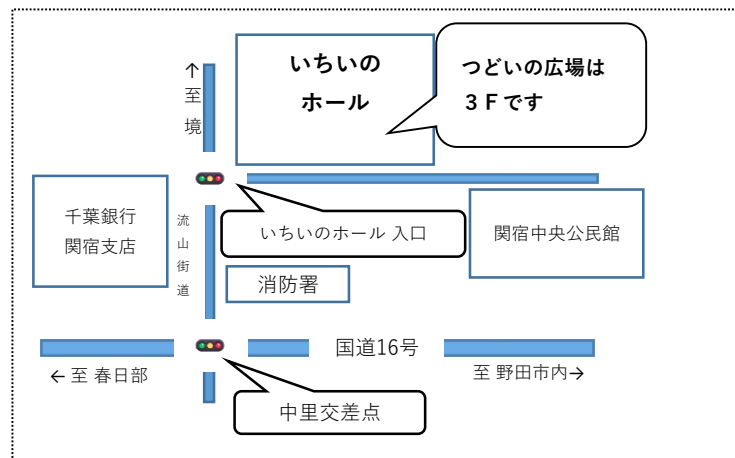 いちいの
ホール
つどいの広場は
３Ｆです
↑
至
境
千葉銀行
関宿支店
流
山
街
道
いちいのホール 入口
関宿中央公民館
消防署
国道16号
← 至 春日部
至 野田市内→
中里交差点